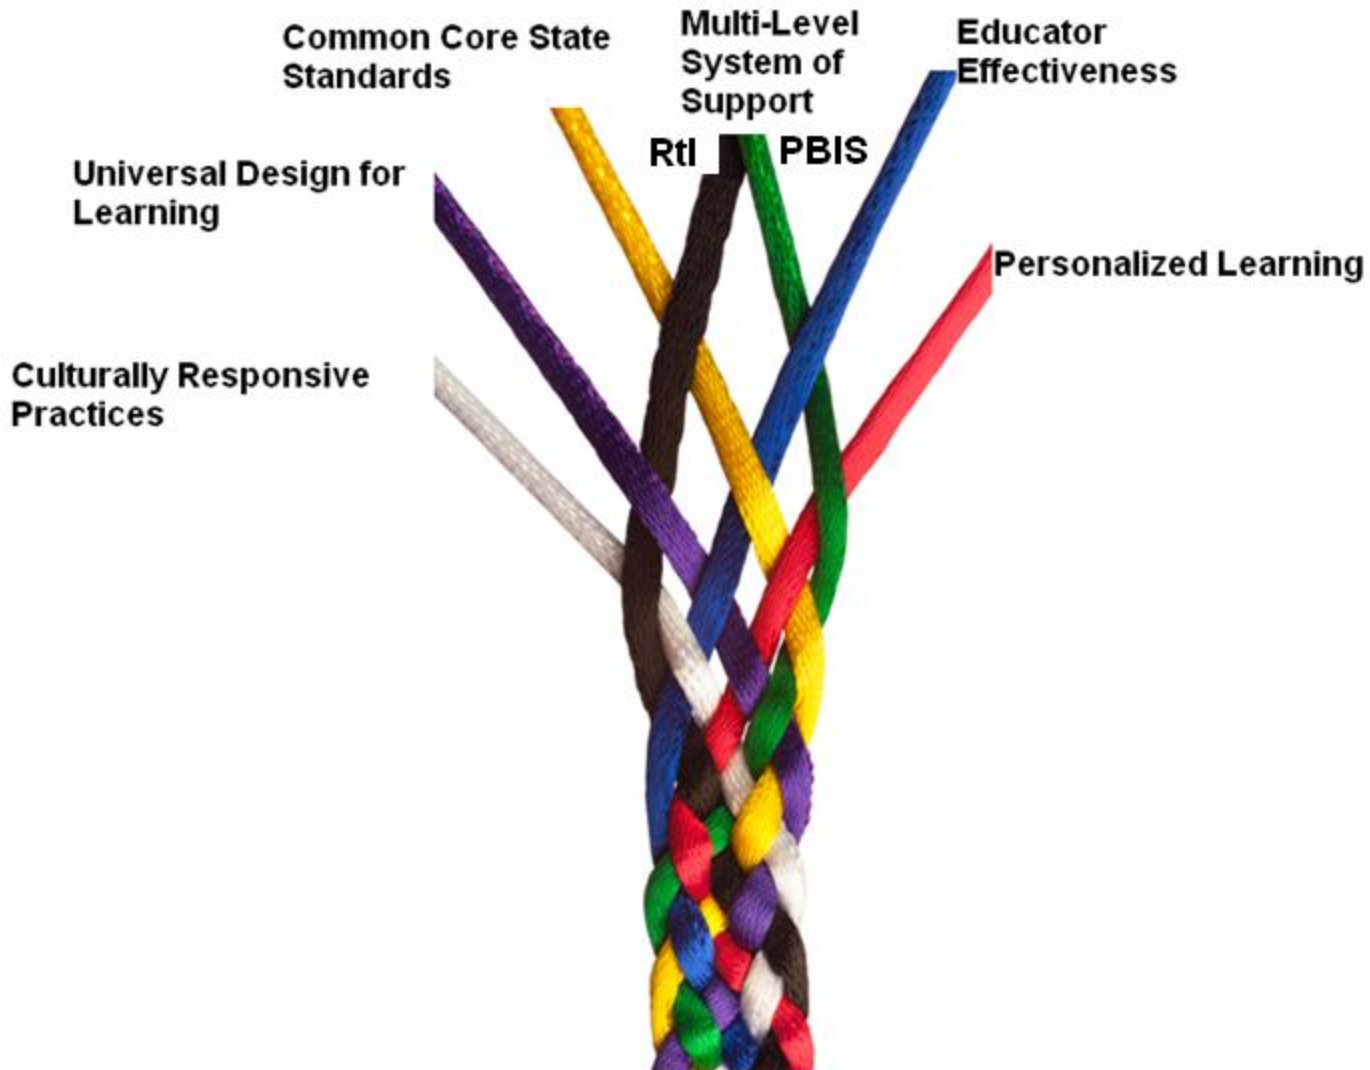 Common Core State
Standards
Multi-Level
System of
Support
Educator
Effectiveness
RtI
PBIS
Universal Design for
Learning
Personalized Learning
Culturally Responsive
Practices